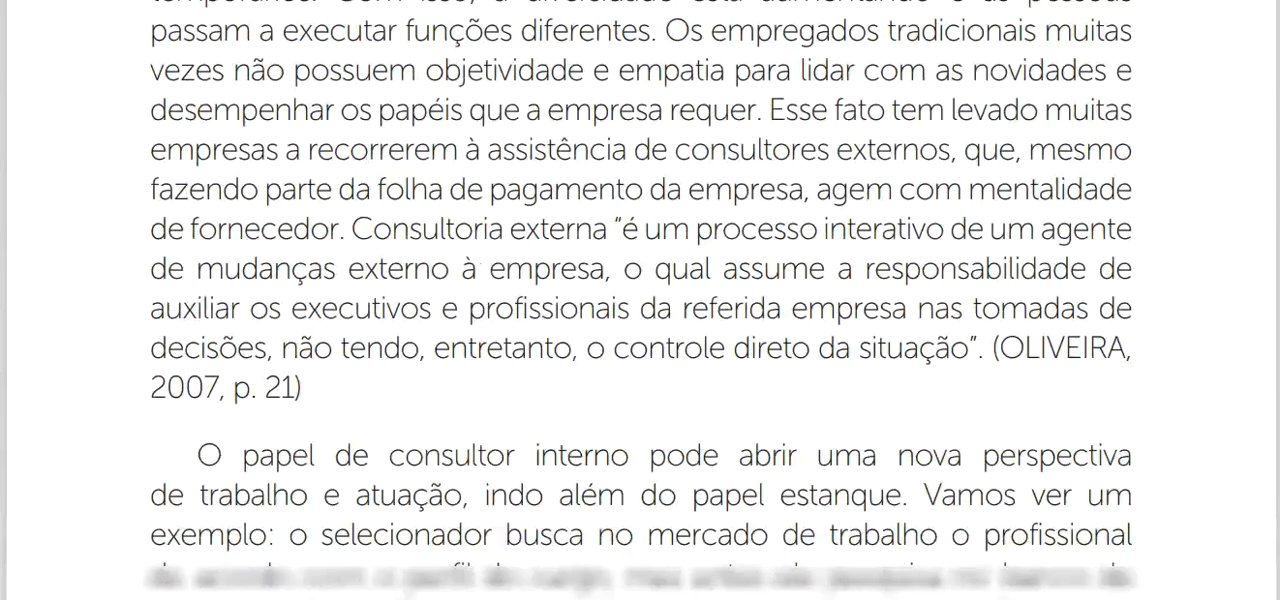 passam a executar funções diferentes. Os empregados tradicionais muitas
vezes não possuem objetividade e empatia para lidar com as novidades e
desempenhar os papéis que a empresa requer. Esse fato tem levado muitas
empresas a recorrerem à assistência de consultores externos, que, mesmo
fazendo parte da folha de pagamento da empresa, agem com mentalidade
de fornecedor. Consultoria externa “é um processo interativo de um agente
de mudanças externo à empresa, o qual assume a responsabilidade de
auxiliar os executivos e profissionais da referida empresa nas tomadas de
decisões, não tendo, entretanto, o controle direto da situação”. (OLIVEIRA,
2007, p. 21)
O papel de consultor interno pode abrir uma nova perspectiva
de trabalho e atuação, indo além do papel estanque. Vamos ver um
exemplo: o selecionador busca no mercado de trabalho o profissional